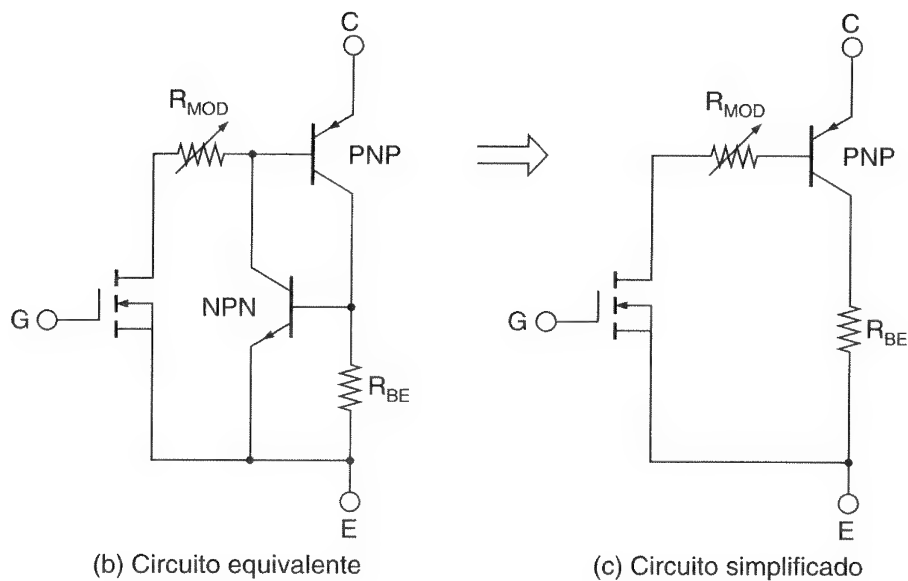 C
R_MOD
PNP
NPN
G
R_BE
E
(b) Circuito equivalente
C
R_MOD
PNP
G
R_BE
E
(c) Circuito simplificado